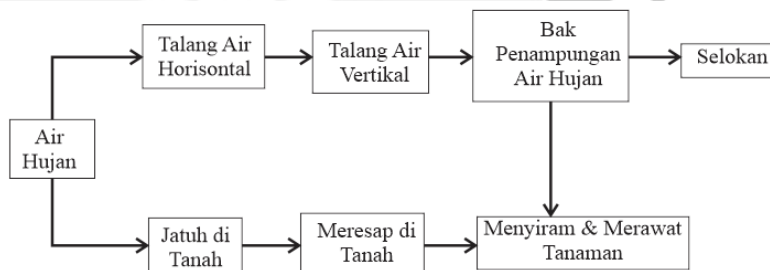 Talang Air
Horisontal
Talang Air
Vertikal
Bak
Penampungan
Air Hujan
Selokan
Air
Hujan
Jatuh di
Tanah
Meresap di
Tanah
Menyiram & Merawat
Tanaman